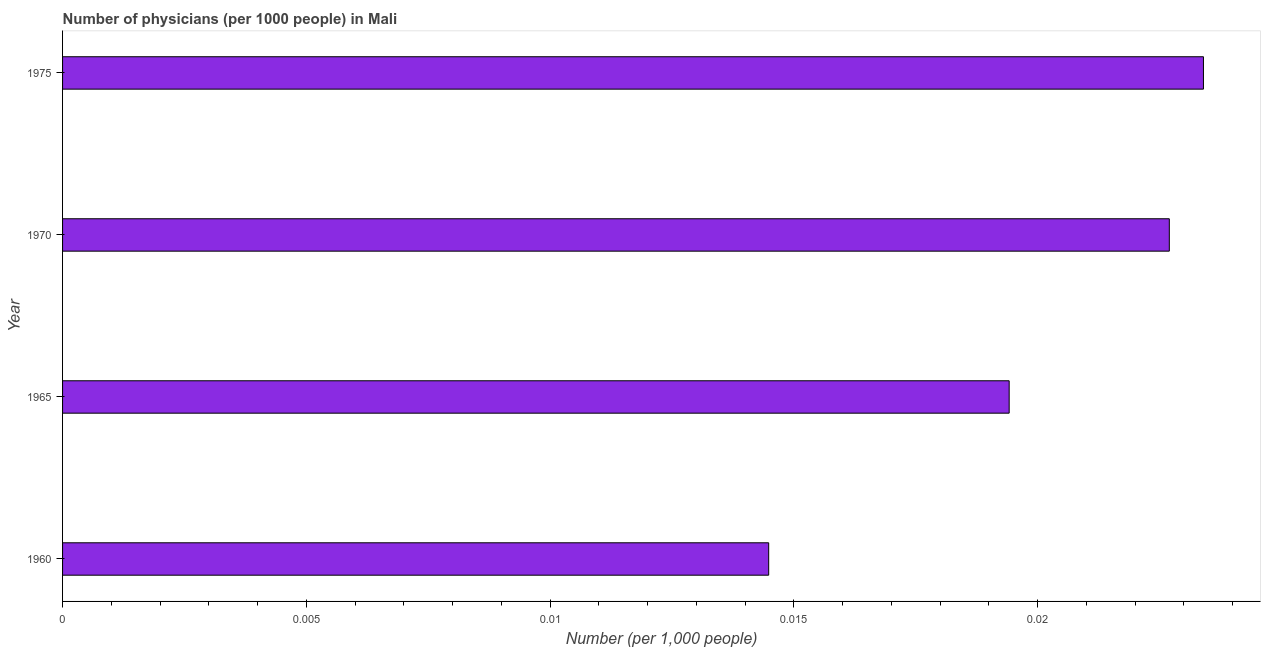 Number of physicians (per 1000 people) in Mali
1975
1970
1965
1960
Year
0 0.005 0.01 0.015 0.02
Number (per 1,000 people)